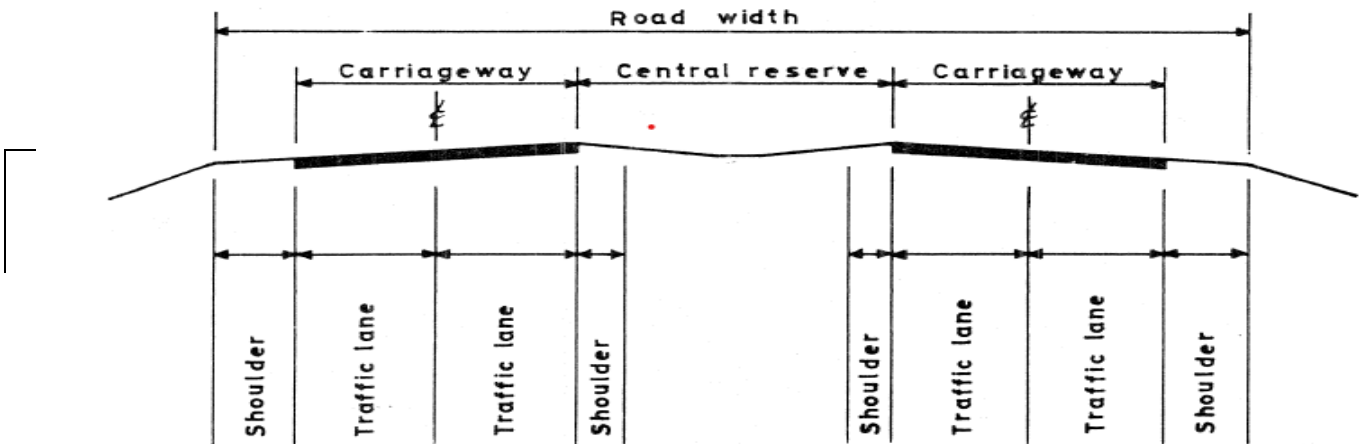 Road width
Carriageway
Central reserve
Carriageway
Shoulder
Traffic lane
Traffic lane
Shoulder
Shoulder
Traffic lane
Traffic lane
Shoulder